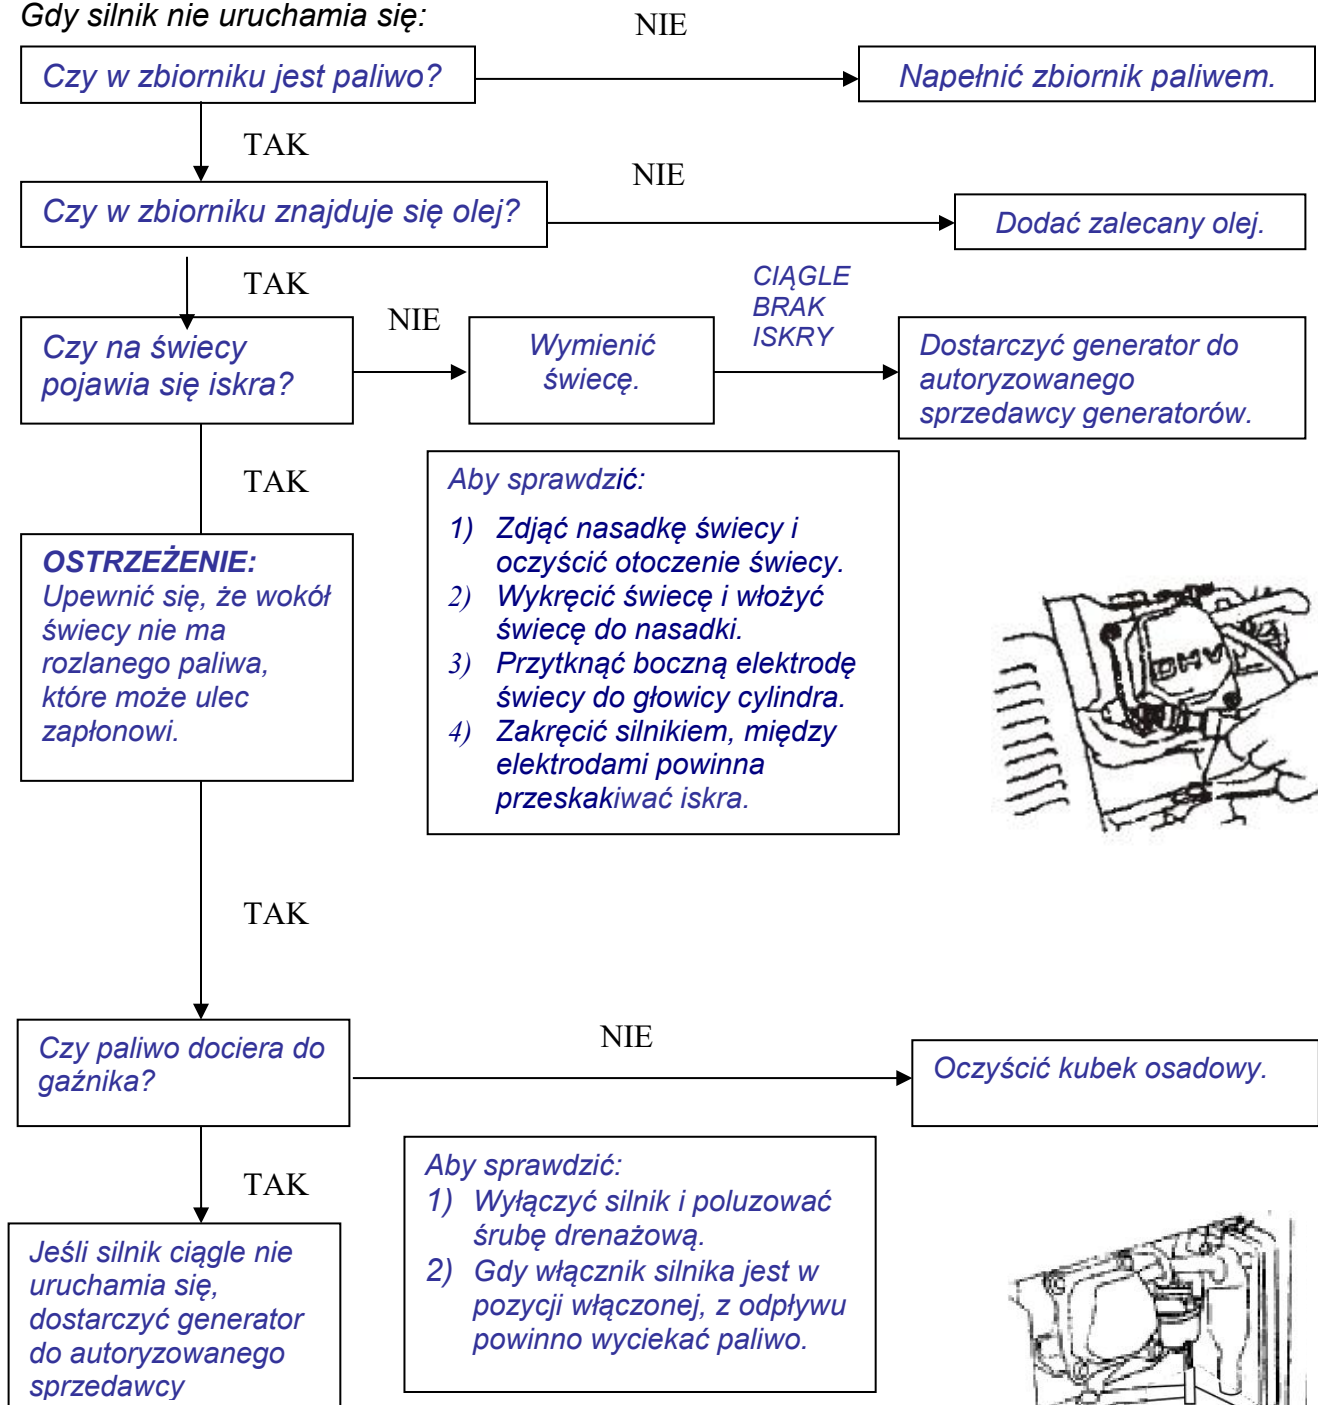 Gdy silnik nie uruchamia się:
NIE
Czy w zbiorniku jest paliwo?
Napełnić zbiornik paliwem.
TAK
NIE
Czy w zbiorniku znajduje się olej?
Dodać zalecany olej.
TAK
NIE
CIĄGLE
BRAK
ISKRY
Czy na świecy
pojawia się iskra?
Wymienić
świecę.
Dostarczyć generator do
autoryzowanego
sprzedawcy generatorów.
TAK
Aby sprawdzić:
1) Zdjąć nasadkę świecy i
oczyścić otoczenie świecy.
2) Wykręcić świecę i włożyć
świecę do nasadki.
3) Przytknąć boczną elektrodę
świecy do głowicy cylindra.
4) Zakręcić silnikiem, między
elektrodami powinna
przeskakiwać iskra.
OSTRZEŻENIE:
Upewnić się, że wokół
świecy nie ma
rozlanego paliwa,
które może ulec
zapłonowi.
OHV
TAK
Czy paliwo dociera do
gaźnika?
NIE
Oczyścić kubek osadowy.
TAK
Aby sprawdzić:
1) Wyłączyć silnik i poluzować
śrubę drenażową.
2) Gdy włącznik silnika jest w
pozycji włączonej, z odpływu
powinno wyciekać paliwo.
Jeśli silnik ciągle nie
uruchamia się,
dostarczyć generator
do autoryzowanego
sprzedawcy